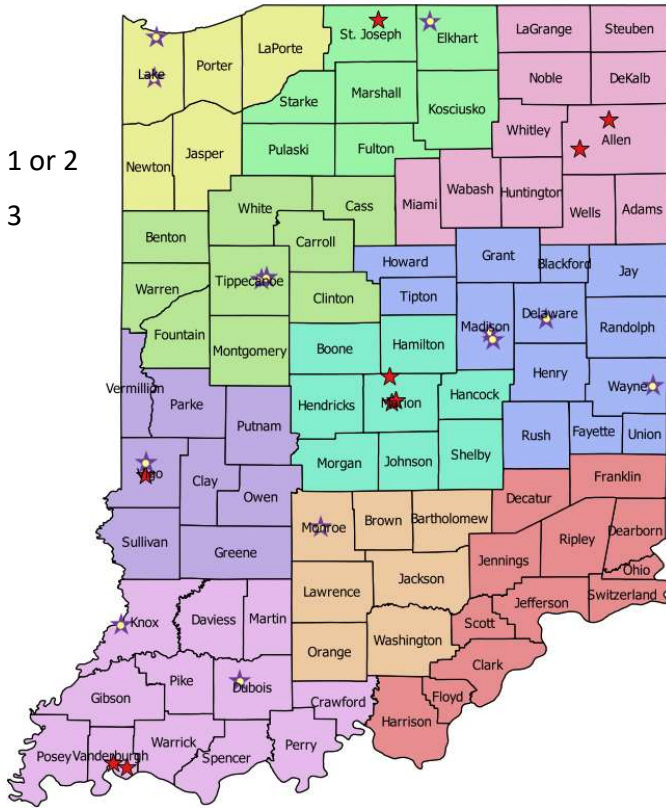 St. Joseph
Elkhart
LaGrange
Steuben
LaPorte
Porter
Lake
Noble
DeKalb
Marshall
Starke
Kosciusko
Whitley
Allen
1 or 2
Newton
Jasper
Pulaski
Fulton
Miami
Wabash
Huntington
3
White
Cass
Wells
Adams
Benton
Carroll
Howard
Grant
Blackford
Jay
Warren
Tippecanoe
Clinton
Tipton
Madison
Delaware
Randolph
Fountain
Montgomery
Boone
Hamilton
Henry
Wayne
Vermillion
Parke
Putnam
Hendricks
Marion
Hancock
Rush
Fayette
Union
Vigo
Clay
Owen
Morgan
Johnson
Shelby
Franklin
Decatur
Sullivan
Greene
Monroe
Brown
Bartholomew
Ripley
Dearborn
Jennings
Ohio
Lawrence
Jackson
Switzerland
Jefferson
Knox
Daviess
Martin
Scott
Orange
Washington
Clark
Pike
Dubois
Gibson
Crawford
Floyd
Harrison
Posey
Vanderburgh
Warrick
Spencer
Perry